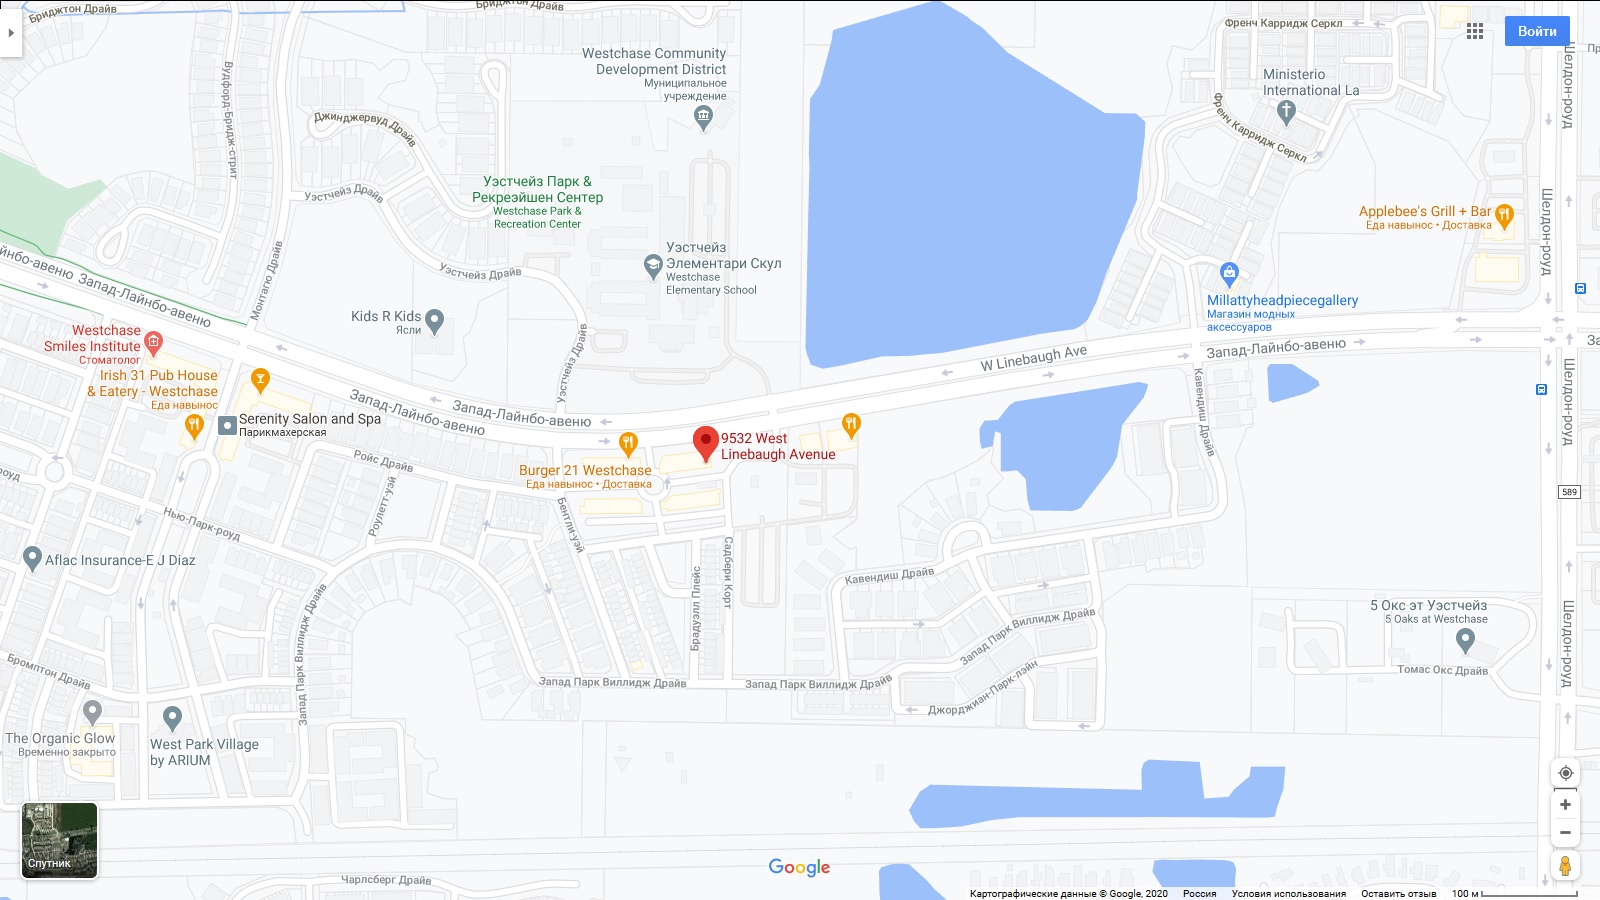 Бриджтон Драйв
Бриджтон Драйв
Френч Карридж Серкл
Войти
Westchase Community
Development District
Муниципальное
учреждение
Ministerio
International La
Вудфорд-Бридж-стрит
Джинджервуд Драйв
Френч Карридж Серкл
Шелдон-роуд
Уэстчейз Парк &
Рекреэйшен Сентер
Westchase Park &
Recreation Center
Уэстчейз Драйв
Applebee's Grill + Bar
Еда навынос • Доставка
Шелдон-роуд
Уэстчейз
Элементари Скул
Westchase
Elementary School
Уэстчейз Драйв
Монтагю Драйв
Запад-Лайнбо-авеню
Millattyheadpiecegallery
Магазин модных
аксессуаров
Kids R Kids
Ясли
Westchase
Smiles Institute
Стоматолог
Irish 31 Pub House
& Eatery - Westchase
Еда навынос
Уэстчейз Драйв
W Linebaugh Ave
Запад-Лайнбо-авеню
Serenity Salon and Spa
Парикмахерская
Запад-Лайнбо-авеню
Запад-Лайнбо-авеню
Кавендиш Драйв
Шелдон-роуд
9532 West
Linebaugh Avenue
Ройс Драйв
Burger 21 Westchase
Еда навынос • Доставка
589
Роулетт-уэй
Бентли-уэй
Нью-Парк-роуд
Aflac Insurance-E J Diaz
Садбери Корт
Брадуэлл Плейс
Кавендиш Драйв
5 Окс эт Уэстчейз
5 Oaks at Westchase
Шелдон-роуд
Запад Парк Виллидж Драйв
Запад Парк Виллидж Драйв
Бромптон Драйв
Томас Окс Драйв
Запад Парк Виллидж Драйв
Запад Парк Виллидж Драйв
Джорджиан-Парк-лэйн
The Organic Glow
Временно закрыто
West Park Village
by ARIUM
Спутник
Google
Чарлсберг Драйв
Картографические данные © Google, 2020
Россия
Условия использования
Оставить отзыв
100 м